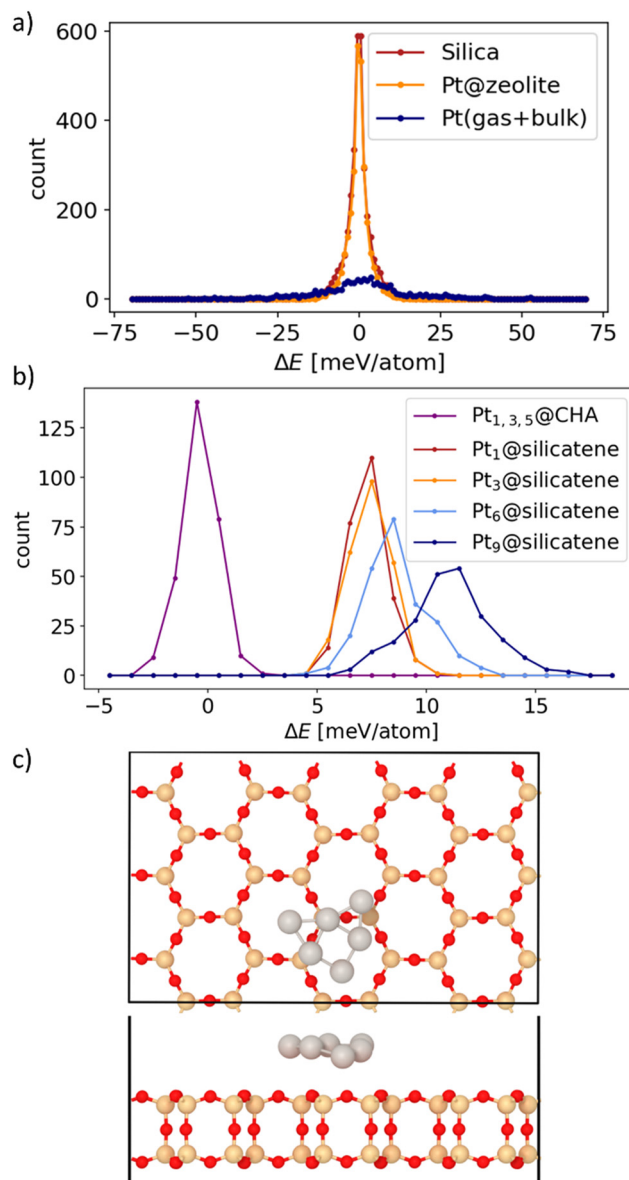 a)
600
400
200
0
count
Silica
Pt@zeolite
Pt(gas+bulk)
−75 −50 −25 0 25 50 75
ΔE [meV/atom]
b)
125
100
75
50
25
0
count
Pt₁,₃,₅@CHA
Pt₁@silicatene
Pt₃@silicatene
Pt₆@silicatene
Pt₉@silicatene
−5 0 5 10 15
ΔE [meV/atom]
c)